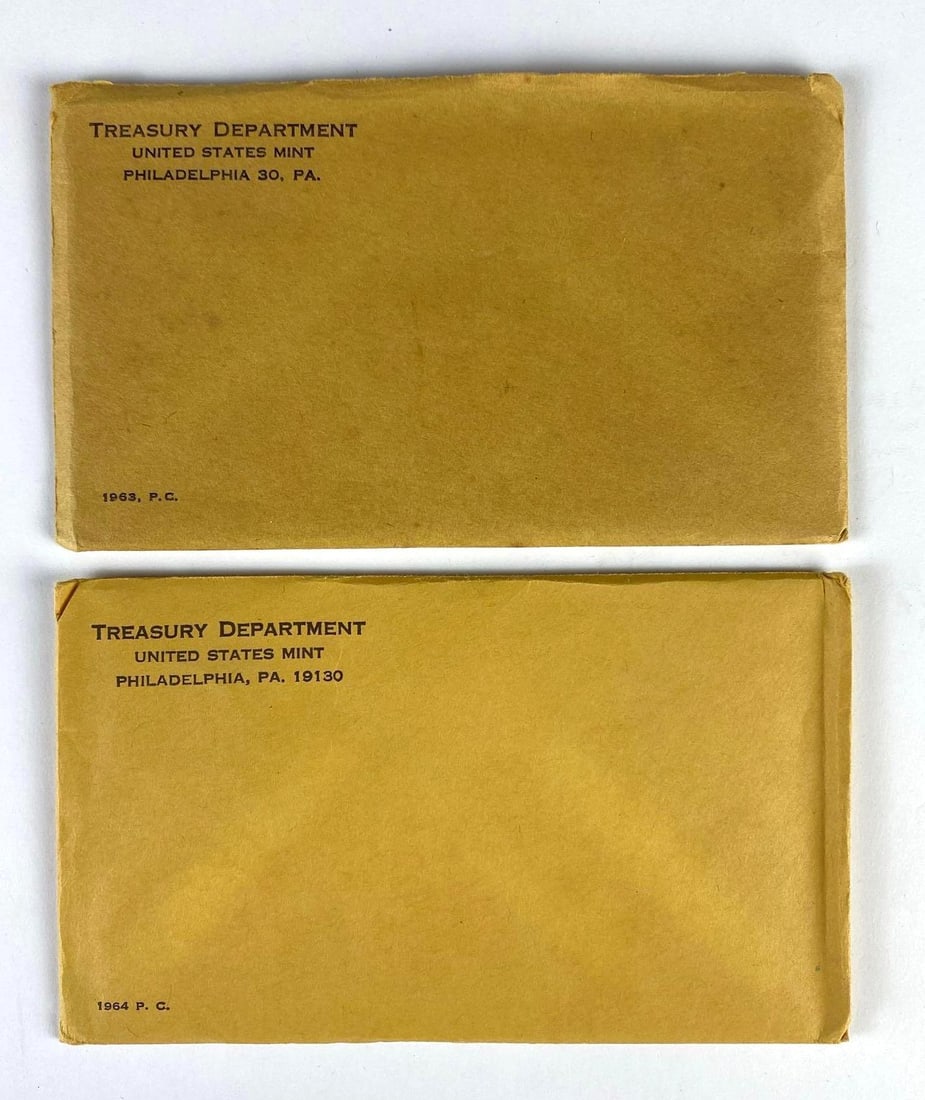 TREASURY DEPARTMENT
UNITED STATES MINT
PHILADELPHIA 30, PA.
1963, P.C.
TREASURY DEPARTMENT
UNITED STATES MINT
PHILADELPHIA, PA. 19130
1964 P. C.